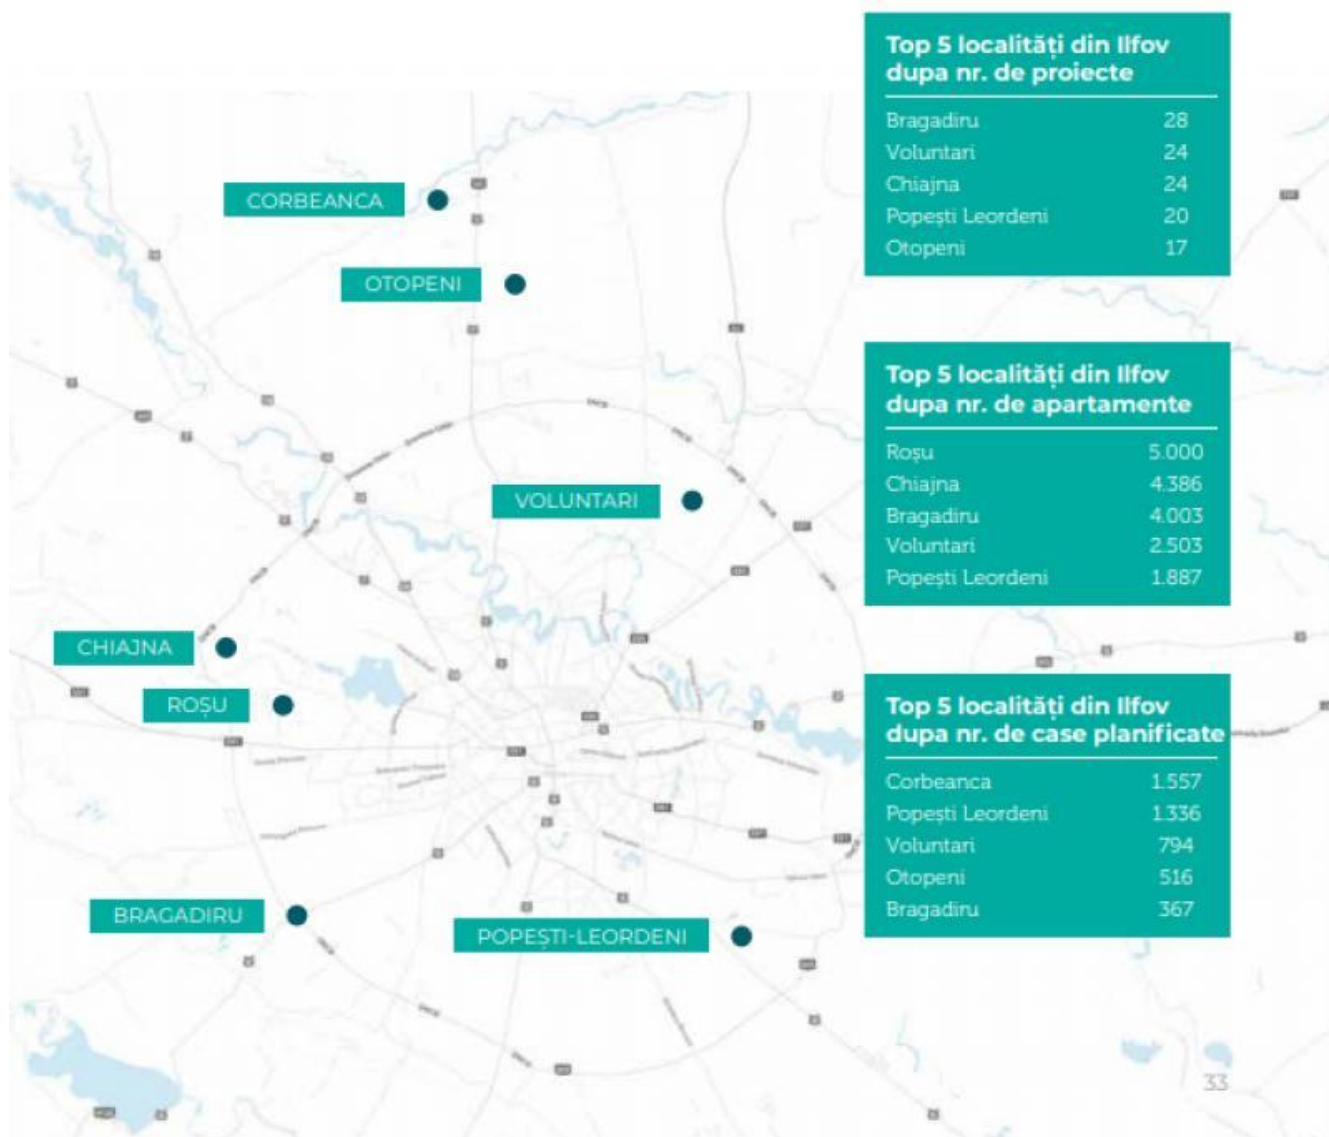 Top 5 localități din Ilfov
dupa nr. de proiecte
Bragadiru 28
Voluntari 24
Chiajna 24
Popești Leordeni 20
Otopeni 17
CORBEANCA
OTOPENI
Top 5 localități din Ilfov
dupa nr. de apartamente
Roșu 5.000
Chiajna 4.386
Bragadiru 4.003
Voluntari 2.503
Popești Leordeni 1.887
VOLUNTARI
CHIAJNA
ROȘU
Top 5 localități din Ilfov
dupa nr. de case planificate
Corbeanca 1.557
Popești Leordeni 1.336
Voluntari 794
Otopeni 516
Bragadiru 367
BRAGADIRU
POPEȘTI-LEORDENI
33